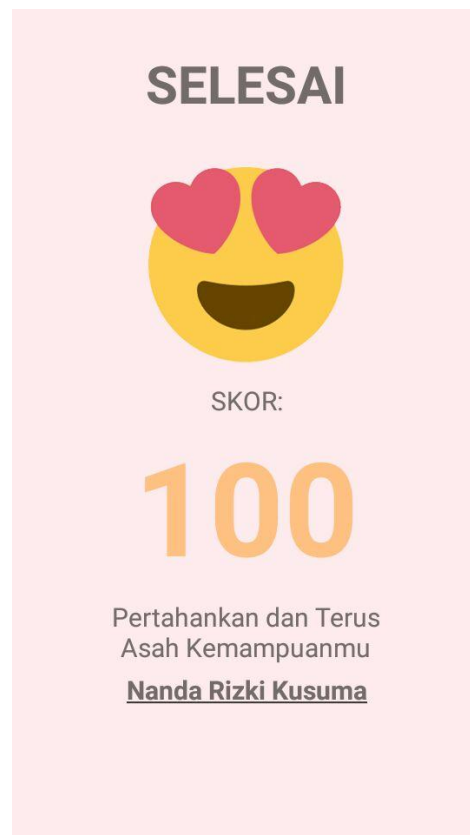 SELESAI
SKOR:
100
Pertahankan dan Terus
Asah Kemampuanmu
Nanda Rizki Kusuma